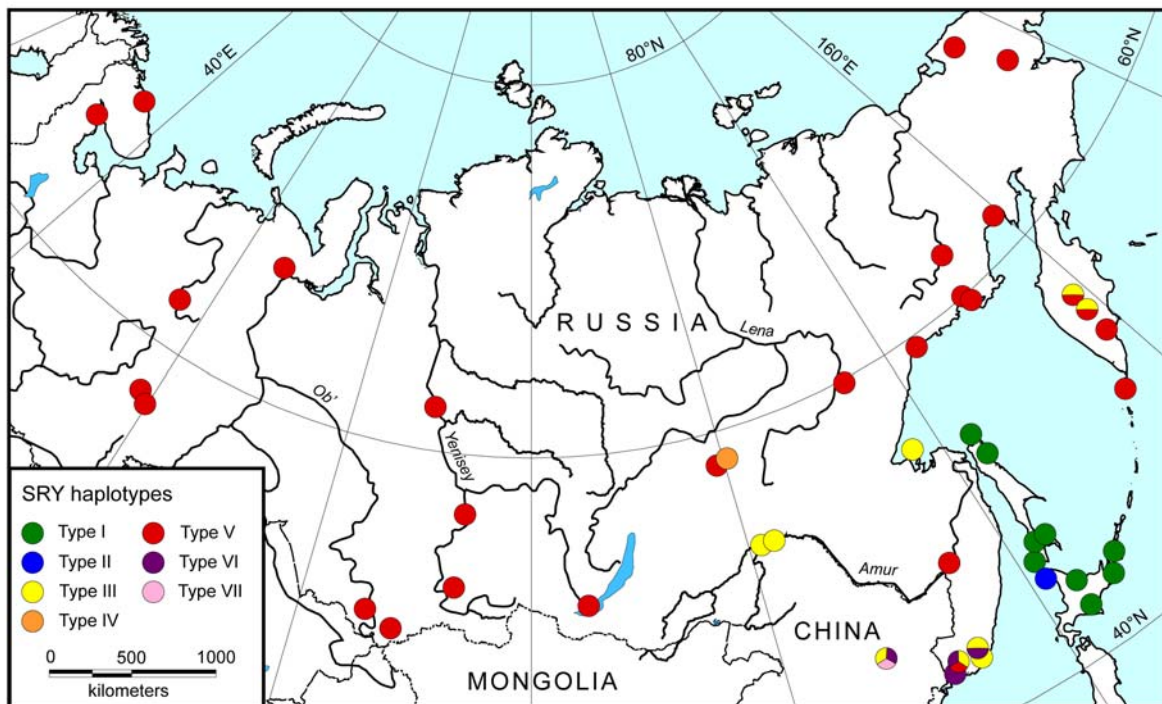 40°E
80°N
160°E
60°N
RUSSIA
Lena
Ob'
Yenisey
Amur
CHINA
MONGOLIA
40°N
SRY haplotypes
Type I
Type V
Type II
Type VI
Type III
Type VII
Type IV
0 500 1000
kilometers